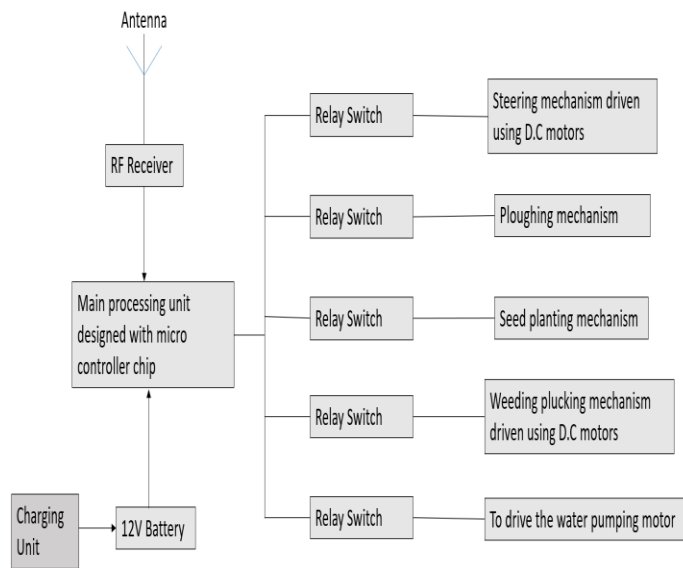 Antenna
RF Receiver
Main processing unit
designed with micro
controller chip
Charging
Unit
12V Battery
Relay Switch
Steering mechanism driven
using D.C motors
Relay Switch
Ploughing mechanism
Relay Switch
Seed planting mechanism
Relay Switch
Weeding plucking mechanism
driven using D.C motors
Relay Switch
To drive the water pumping motor